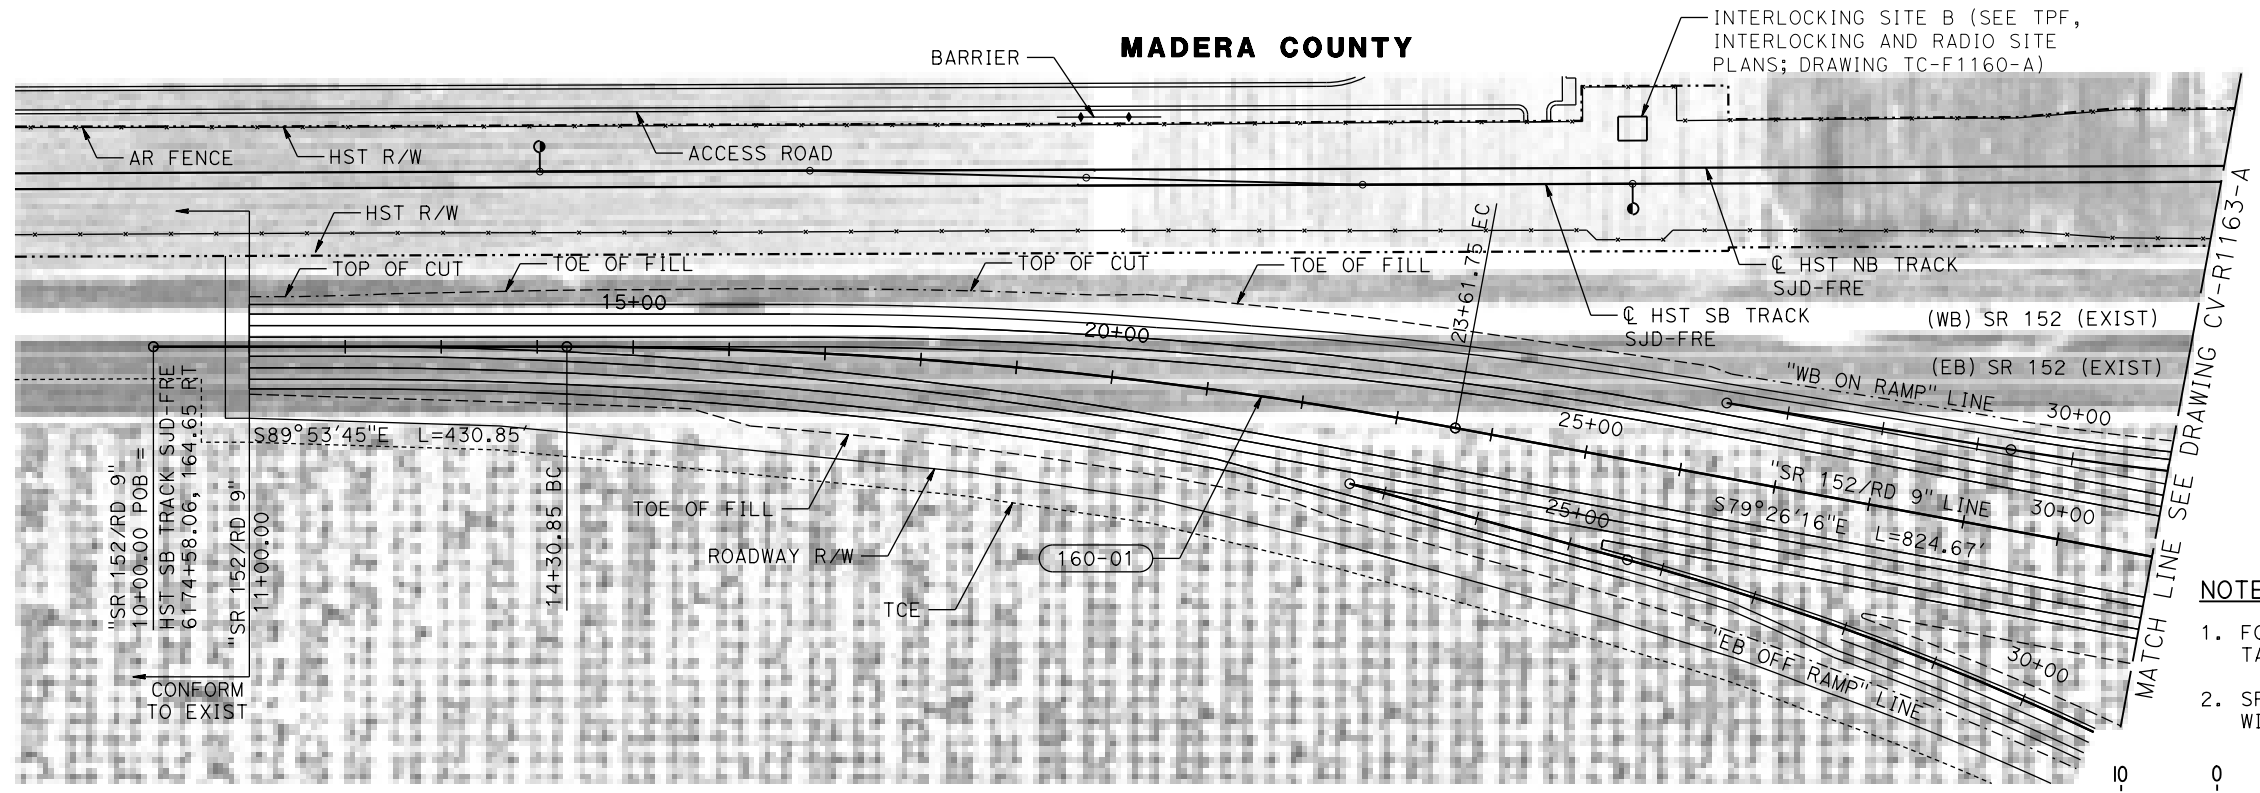 MADERA COUNTY
INTERLOCKING SITE B (SEE TPF,
INTERLOCKING AND RADIO SITE
PLANS; DRAWING TC-F1160-A)
BARRIER
AR FENCE
HST R/W
ACCESS ROAD
HST R/W
TOP OF CUT
TOE OF FILL
TOP OF CUT
TOE OF FILL
23+61.75 EC
℄ HST NB TRACK
SJD-FRE
℄ HST SB TRACK
SJD-FRE
(WB) SR 152 (EXIST)
(EB) SR 152 (EXIST)
15+00
20+00
25+00
"WB ON RAMP" LINE
30+00
"SR 152/RD 9" LINE
S79°26'16"E L=824.67'
30+00
25+00
"EB OFF RAMP" LINE
30+00
S89°53'45"E L=430.85'
"SR 152/RD 9"
10+00.00 POB =
HST SB TRACK SJD-FRE
6174+58.06, 164.65 RT
"SR 152/RD 9"
11+00.00
14+30.85 BC
TOE OF FILL
ROADWAY R/W
160-01
TCE
CONFORM
TO EXIST
MATCH LINE SEE DRAWING CV-R1163-A
NOTE
1. FO
TA
2. SR
WI
10 0